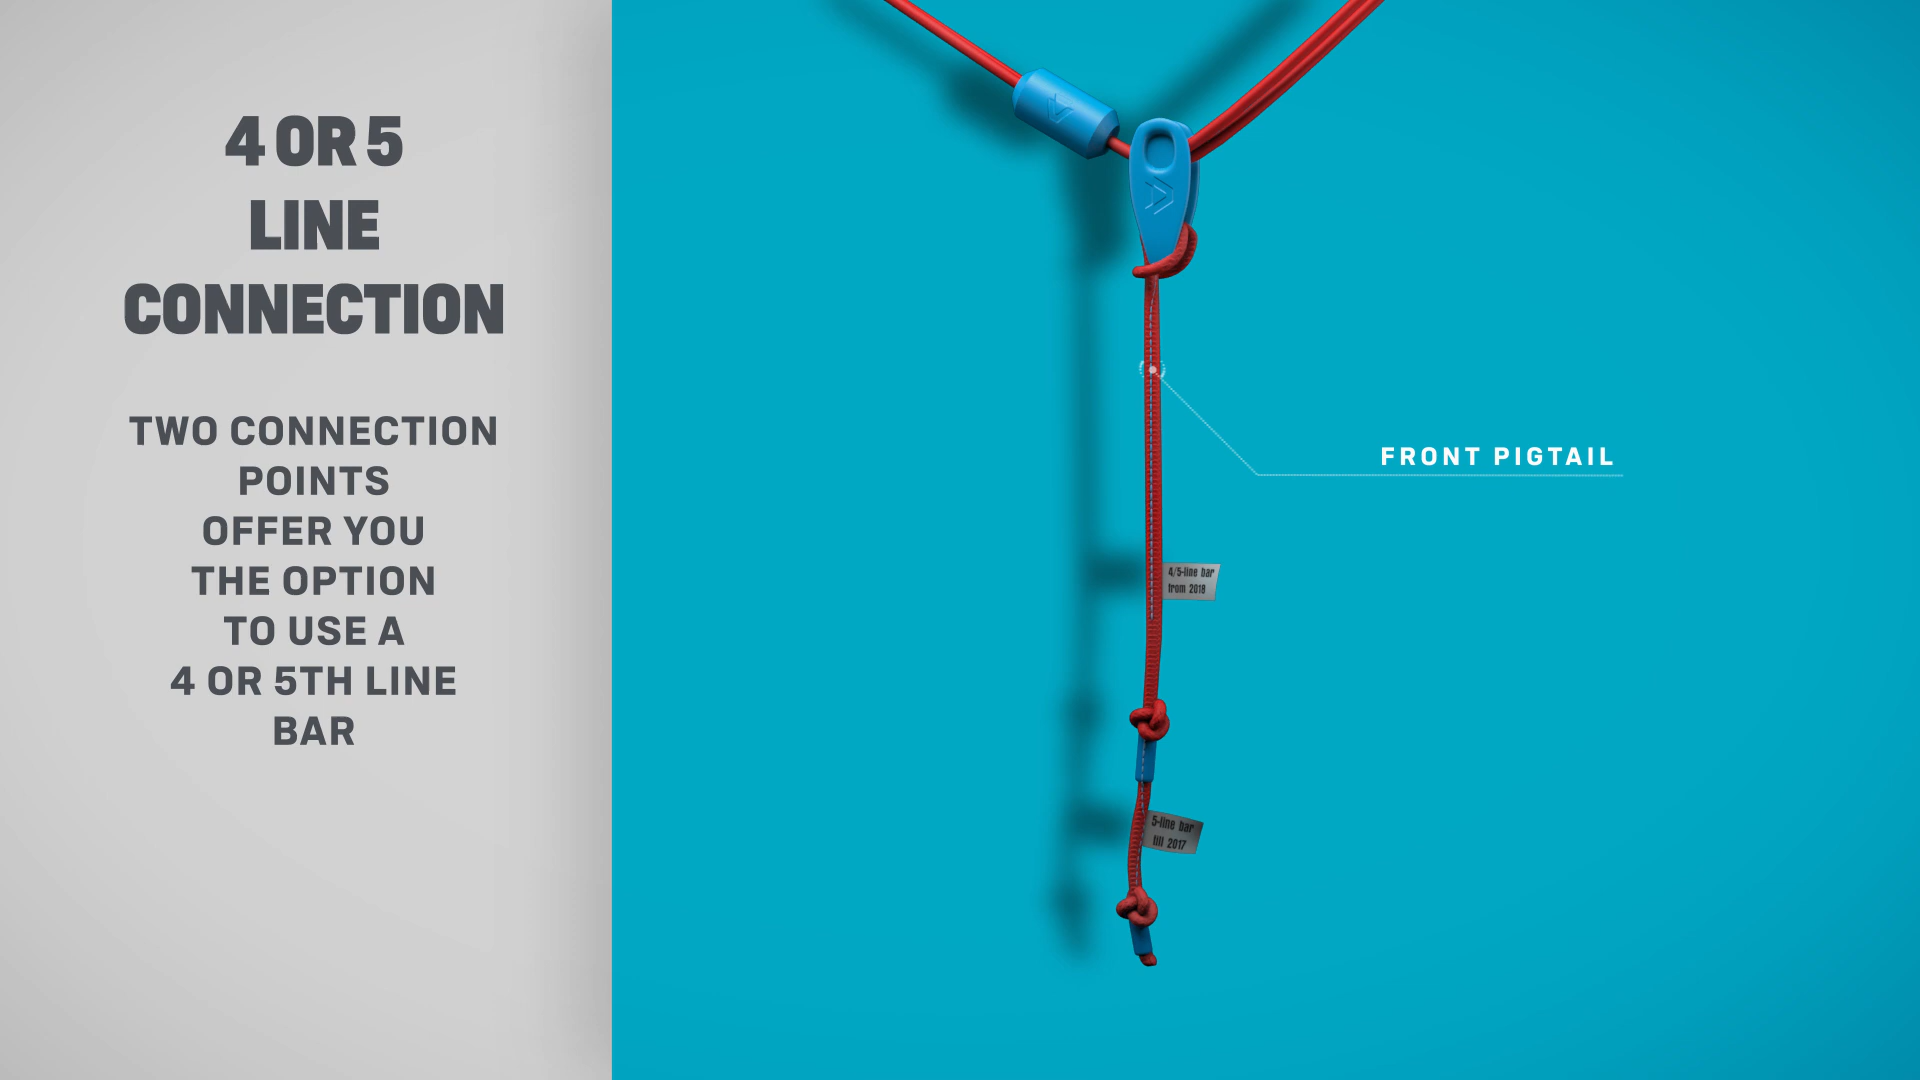 4 OR 5
LINE
CONNECTION
TWO CONNECTION
POINTS
OFFER YOU
THE OPTION
TO USE A
4 OR 5TH LINE
BAR
FRONT PIGTAIL
4/5-line bar
from 2018
5-line bar
till 2017